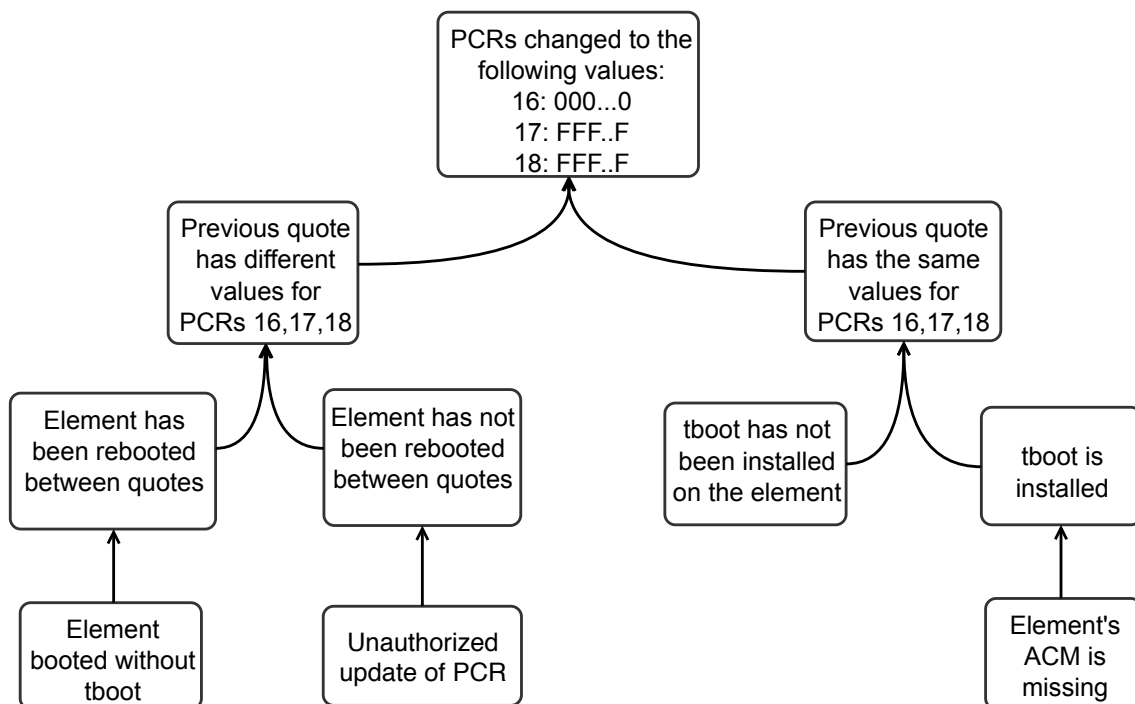 PCRs changed to the
following values:
16: 000...0
17: FFF..F
18: FFF..F
Previous quote
has different
values for
PCRs 16,17,18
Previous quote
has the same
values for
PCRs 16,17,18
Element has
been rebooted
between quotes
Element has not
been rebooted
between quotes
tboot has not
been installed
on the element
tboot is
installed
Element
booted without
tboot
Unauthorized
update of PCR
Element's
ACM is
missing